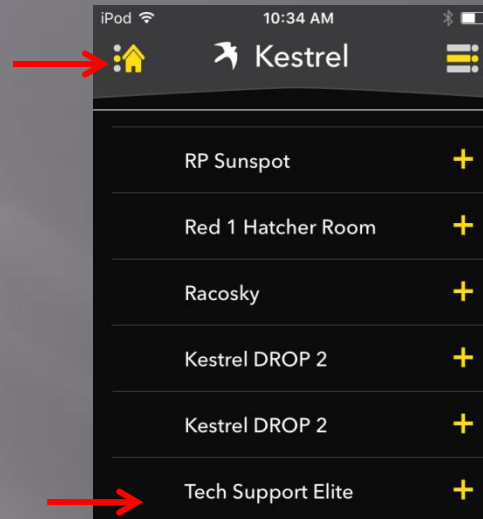 iPod 10:34 AM
Kestrel
RP Sunspot +
Red 1 Hatcher Room +
Racosky +
Kestrel DROP 2 +
Kestrel DROP 2 +
Tech Support Elite +